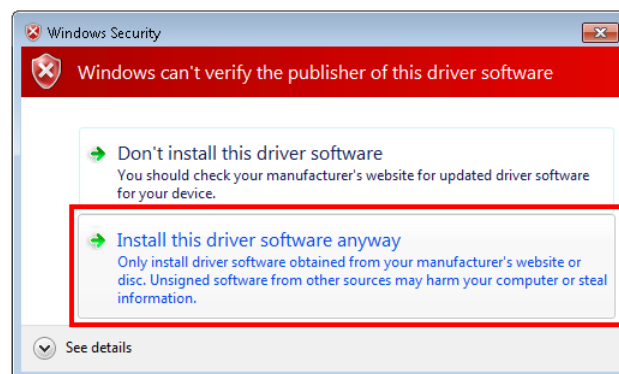 Windows Security
Windows can't verify the publisher of this driver software
Don't install this driver software
You should check your manufacturer's website for updated driver software
for your device.
Install this driver software anyway
Only install driver software obtained from your manufacturer's website or
disc. Unsigned software from other sources may harm your computer or steal
information.
See details